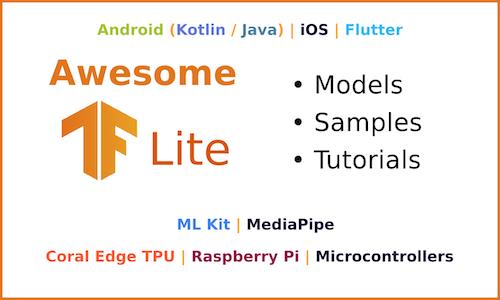 Android (Kotlin / Java) | iOS | Flutter
Awesome
TF Lite
• Models
• Samples
• Tutorials
ML Kit | MediaPipe
Coral Edge TPU | Raspberry Pi | Microcontrollers